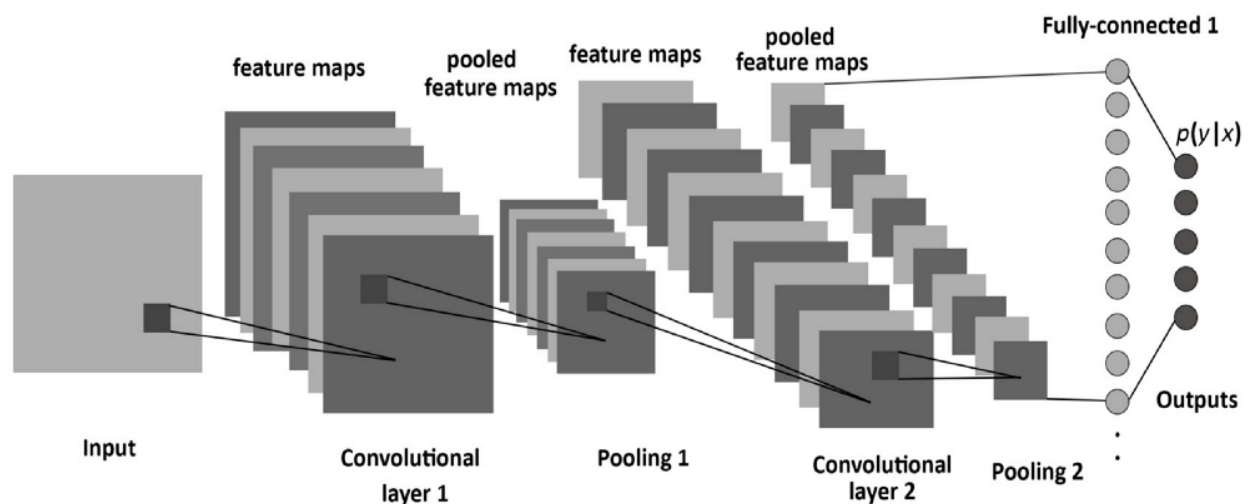 Fully-connected 1
feature maps
pooled
feature maps
feature maps
pooled
feature maps
p(y|x)
Input
Convolutional
layer 1
Pooling 1
Convolutional
layer 2
Pooling 2
Outputs